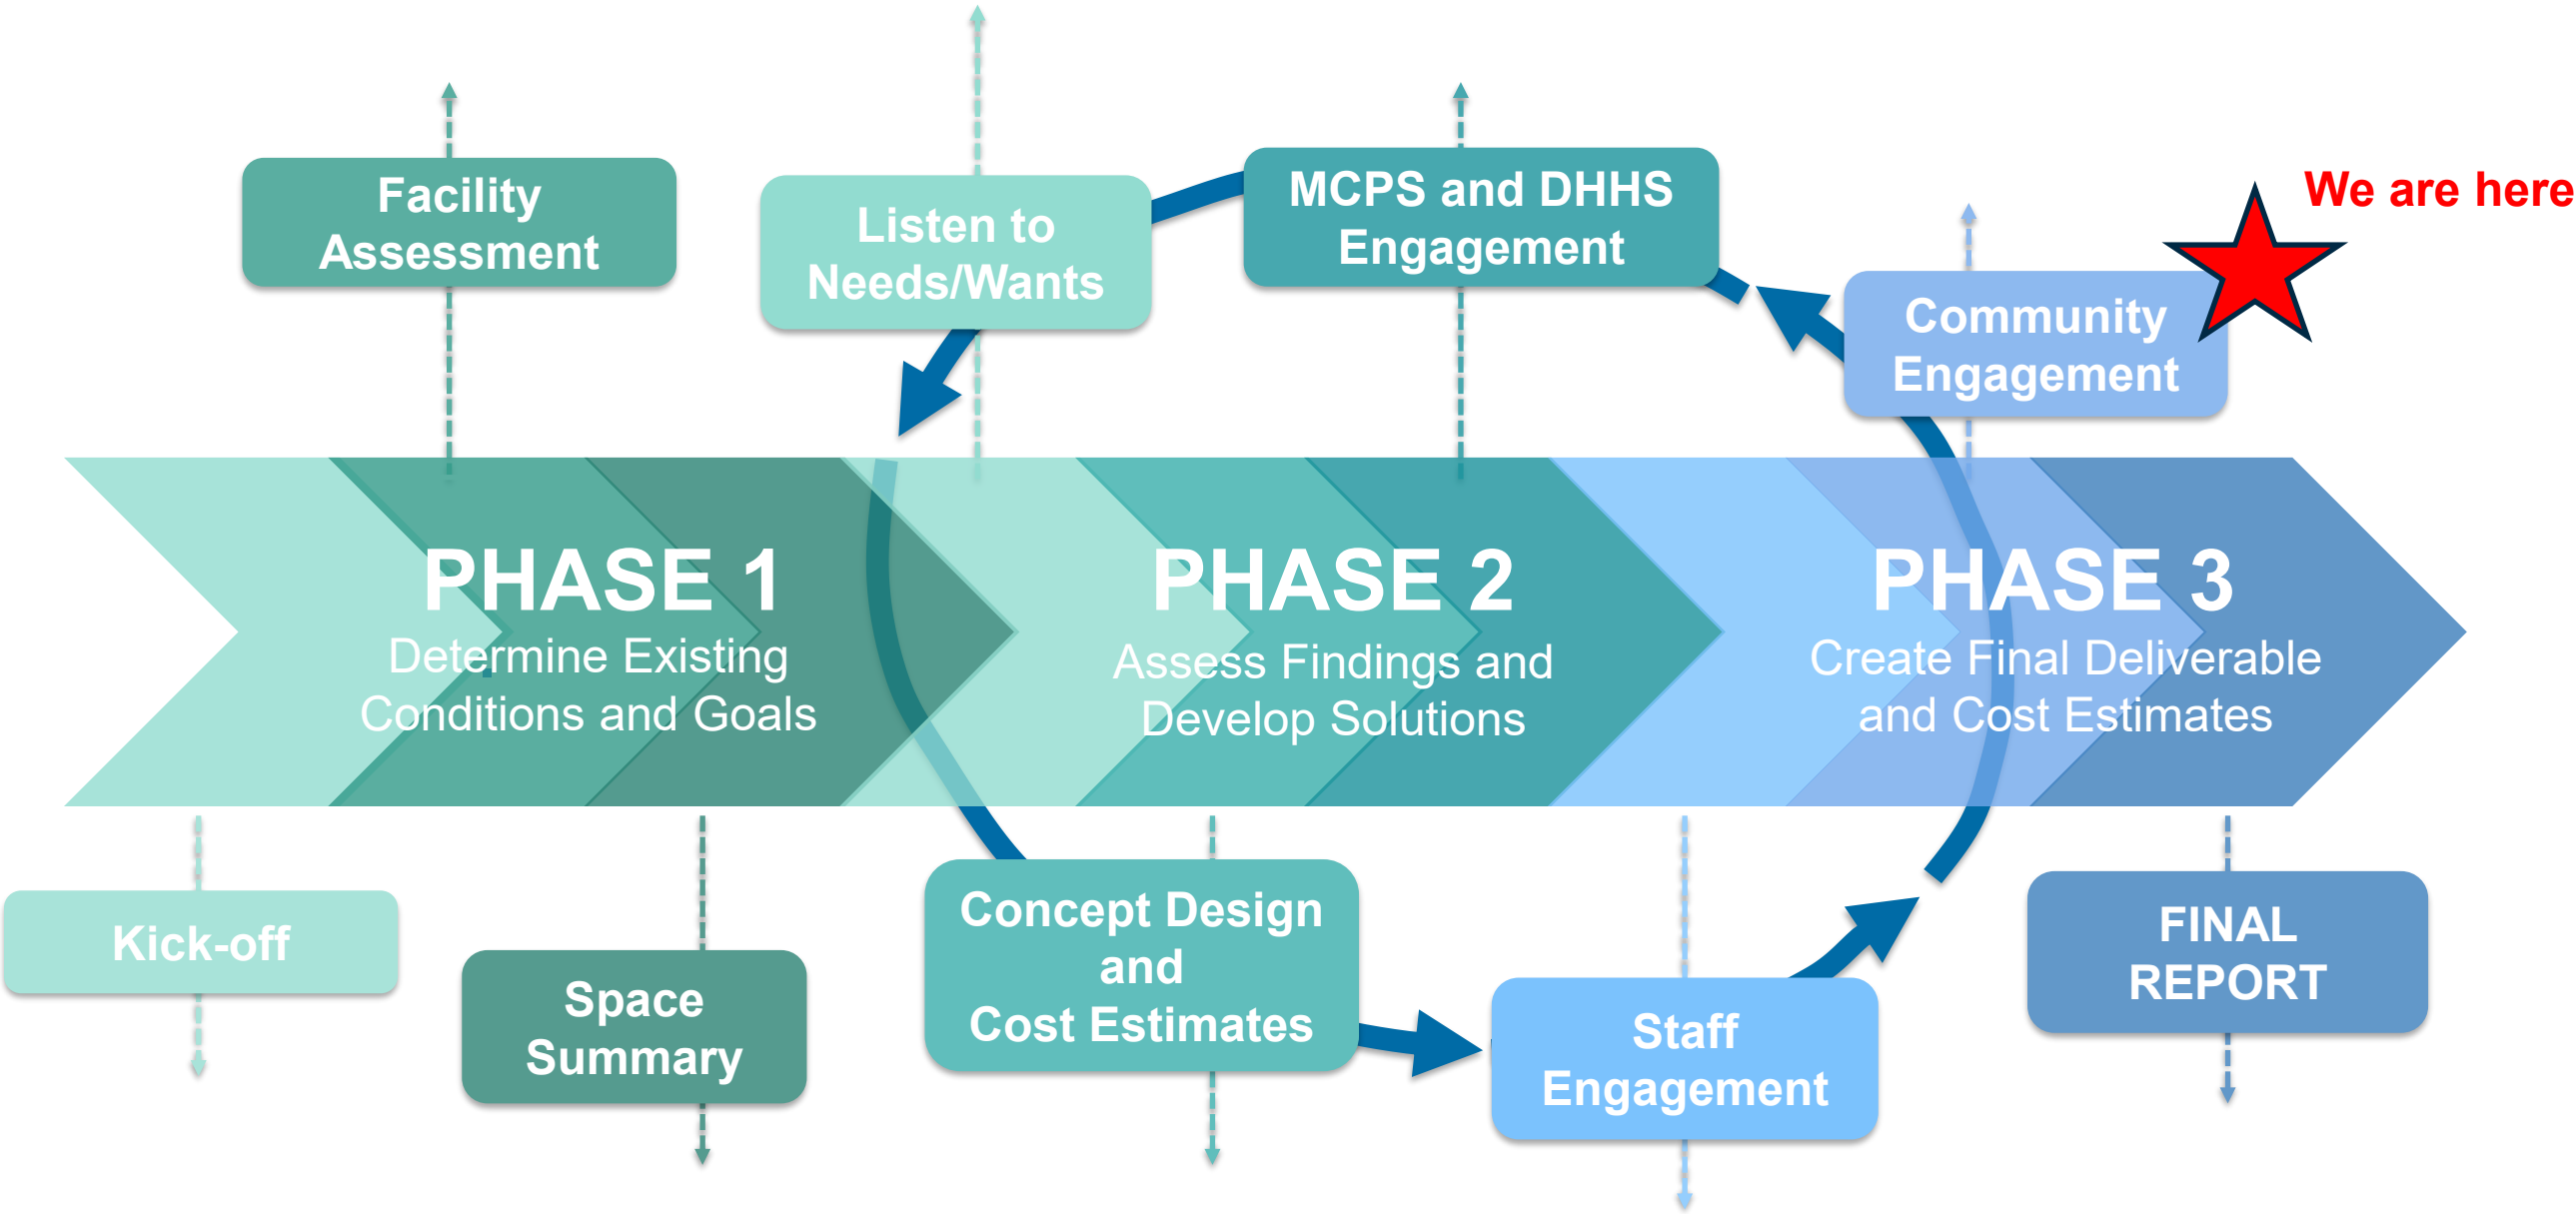 We are here
Facility
Assessment
Listen to
Needs/Wants
MCPS and DHHS
Engagement
Community
Engagement
PHASE 1
Determine Existing
Conditions and Goals
PHASE 2
Assess Findings and
Develop Solutions
PHASE 3
Create Final Deliverable
and Cost Estimates
Kick-off
Space
Summary
Concept Design
and
Cost Estimates
Staff
Engagement
FINAL
REPORT